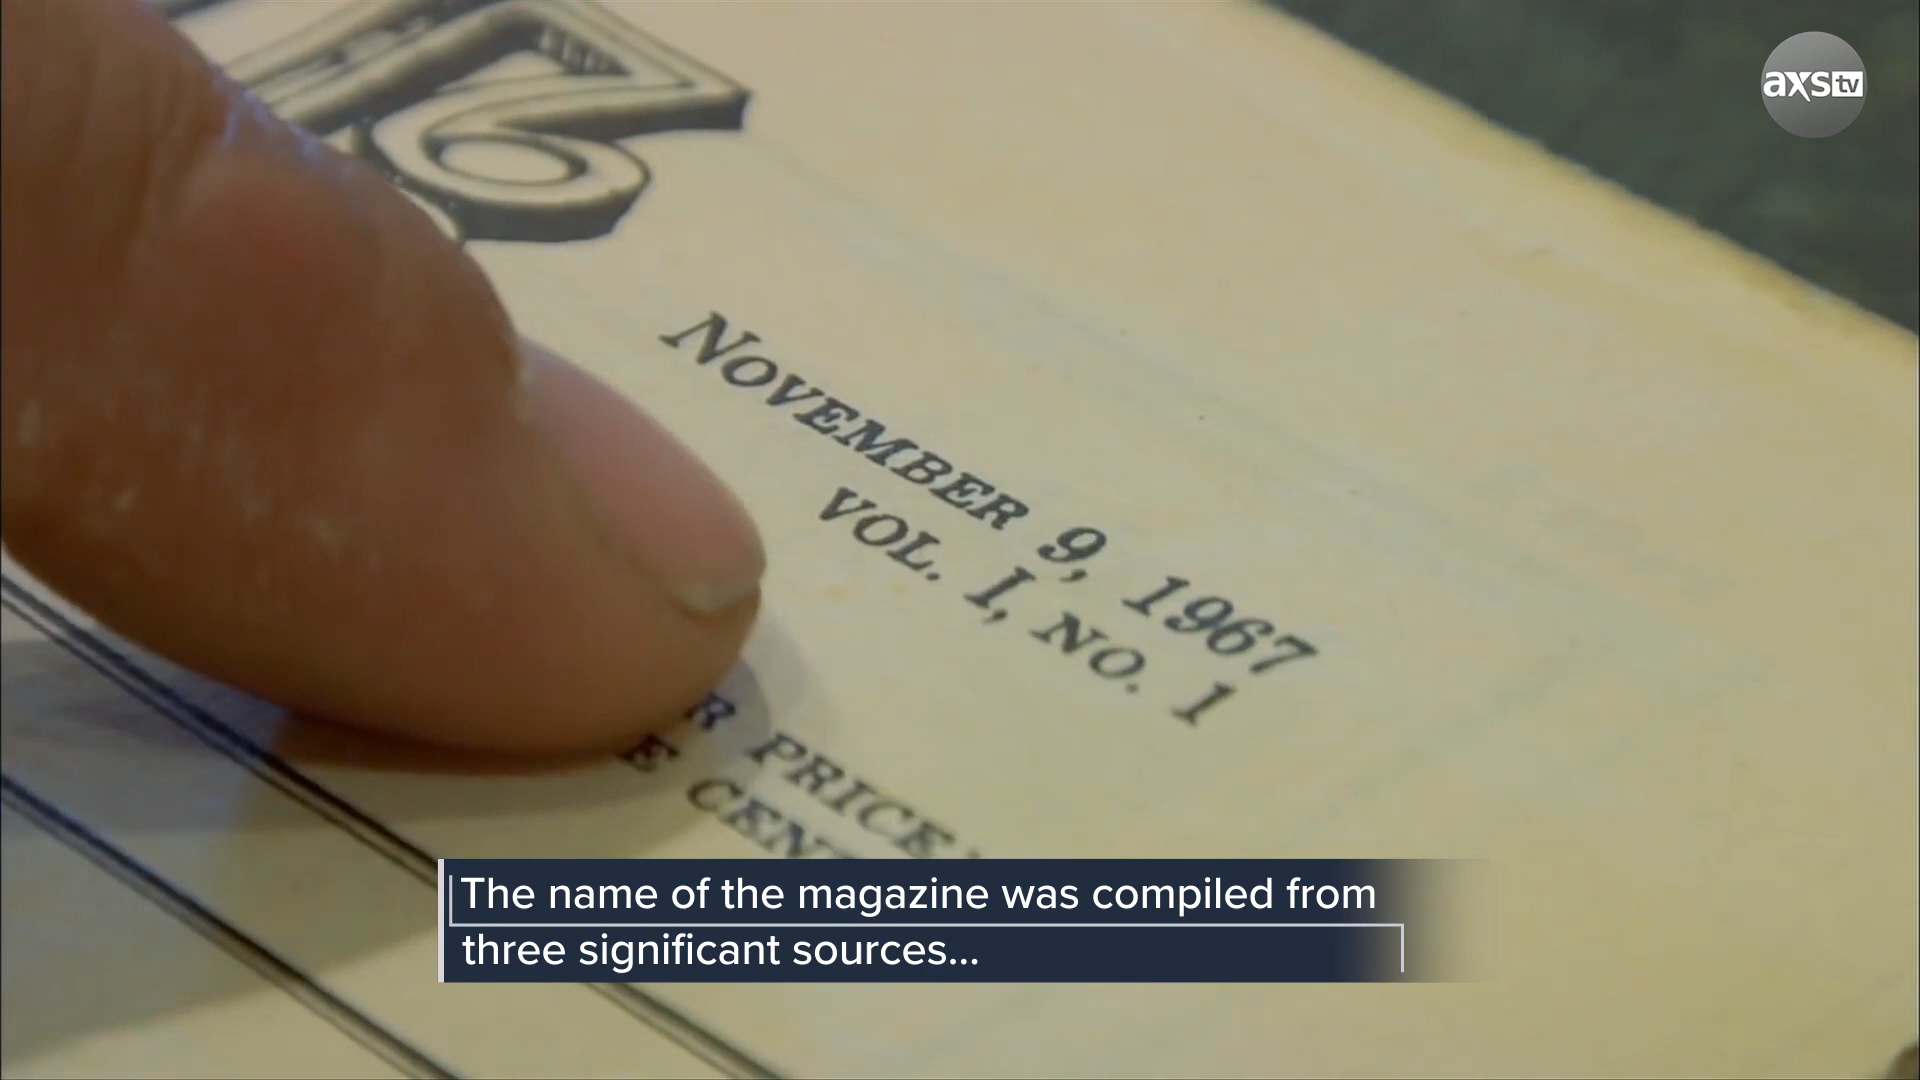 axs tv
NOVEMBER 9, 1967
VOL. I, NO. 1
PRICE:
The name of the magazine was compiled from
three significant sources...